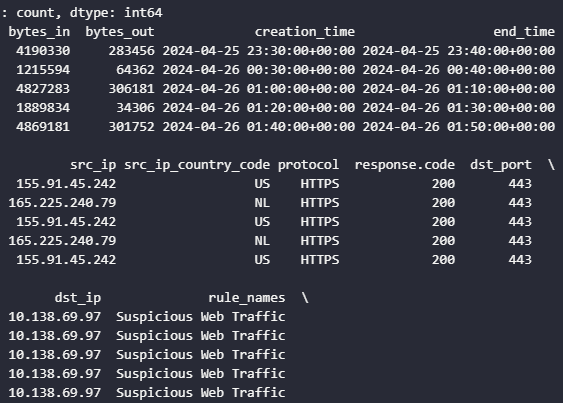 : count, dtype: int64
bytes_in bytes_out creation_time end_time
4190330 283456 2024-04-25 23:30:00+00:00 2024-04-25 23:40:00+00:00
1215594 64362 2024-04-26 00:30:00+00:00 2024-04-26 00:40:00+00:00
4827283 306181 2024-04-26 01:00:00+00:00 2024-04-26 01:10:00+00:00
1889834 34306 2024-04-26 01:20:00+00:00 2024-04-26 01:30:00+00:00
4869181 301752 2024-04-26 01:40:00+00:00 2024-04-26 01:50:00+00:00
src_ip src_ip_country_code protocol response.code dst_port \
155.91.45.242 US HTTPS 200 443
165.225.240.79 NL HTTPS 200 443
155.91.45.242 US HTTPS 200 443
165.225.240.79 NL HTTPS 200 443
155.91.45.242 US HTTPS 200 443
dst_ip rule_names \
10.138.69.97 Suspicious Web Traffic
10.138.69.97 Suspicious Web Traffic
10.138.69.97 Suspicious Web Traffic
10.138.69.97 Suspicious Web Traffic
10.138.69.97 Suspicious Web Traffic